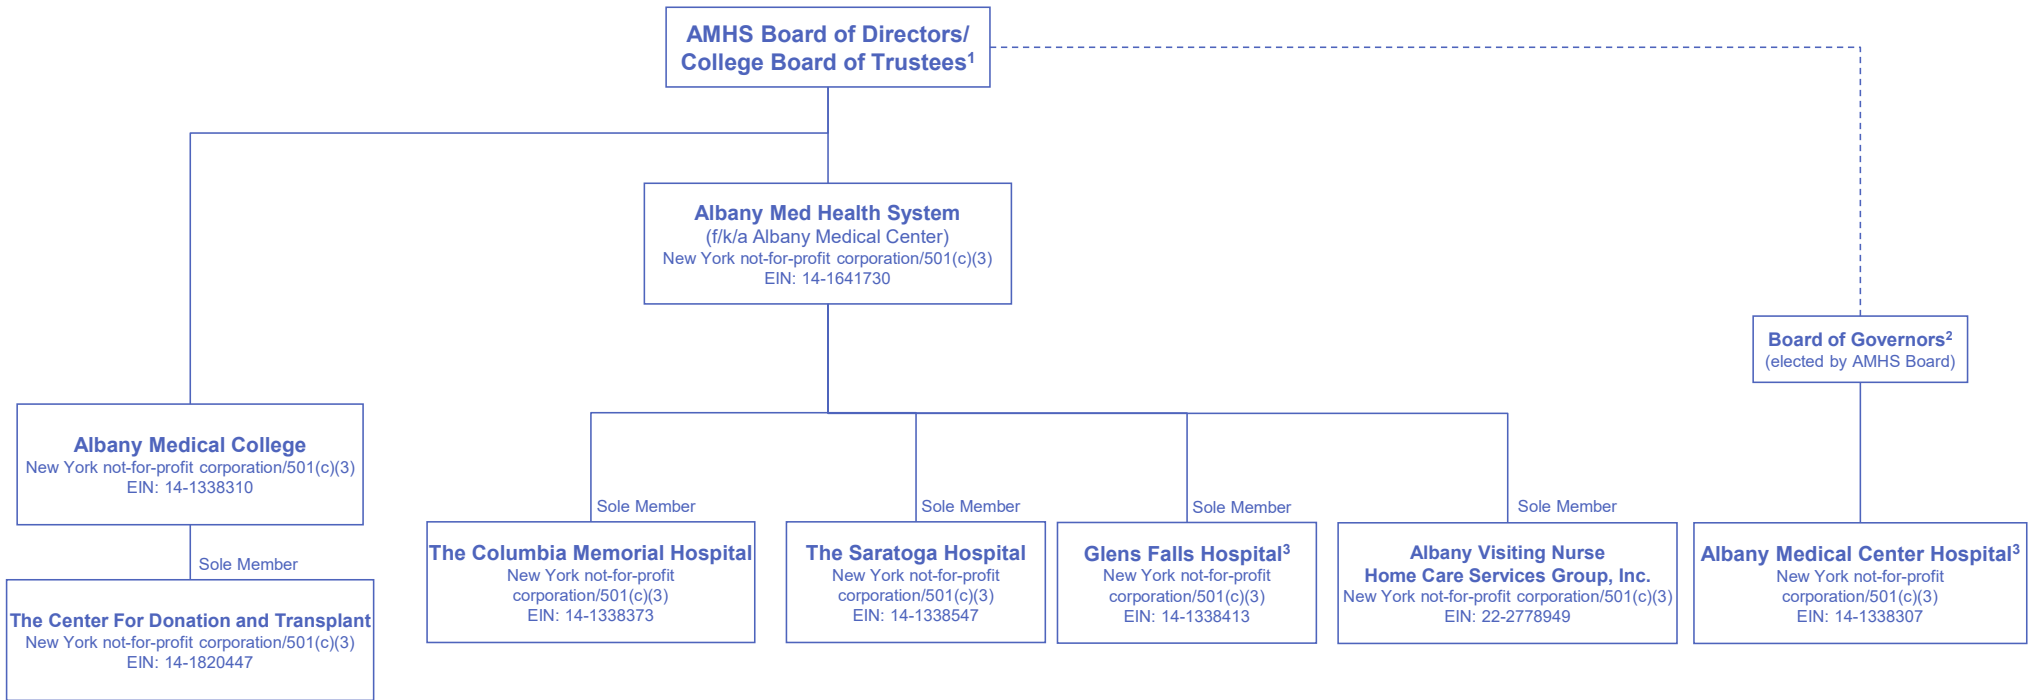 AMHS Board of Directors/
College Board of Trustees¹
Albany Med Health System
(f/k/a Albany Medical Center)
New York not-for-profit corporation/501(c)(3)
EIN: 14-1641730
Board of Governors²
(elected by AMHS Board)
Albany Medical College
New York not-for-profit corporation/501(c)(3)
EIN: 14-1338310
Sole Member
The Center For Donation and Transplant
New York not-for-profit corporation/501(c)(3)
EIN: 14-1820447
Sole Member
The Columbia Memorial Hospital
New York not-for-profit
corporation/501(c)(3)
EIN: 14-1338373
Sole Member
The Saratoga Hospital
New York not-for-profit
corporation/501(c)(3)
EIN: 14-1338547
Sole Member
Glens Falls Hospital³
New York not-for-profit
corporation/501(c)(3)
EIN: 14-1338413
Sole Member
Albany Visiting Nurse
Home Care Services Group, Inc.
New York not-for-profit corporation/501(c)(3)
EIN: 22-2778949
Albany Medical Center Hospital³
New York not-for-profit
corporation/501(c)(3)
EIN: 14-1338307